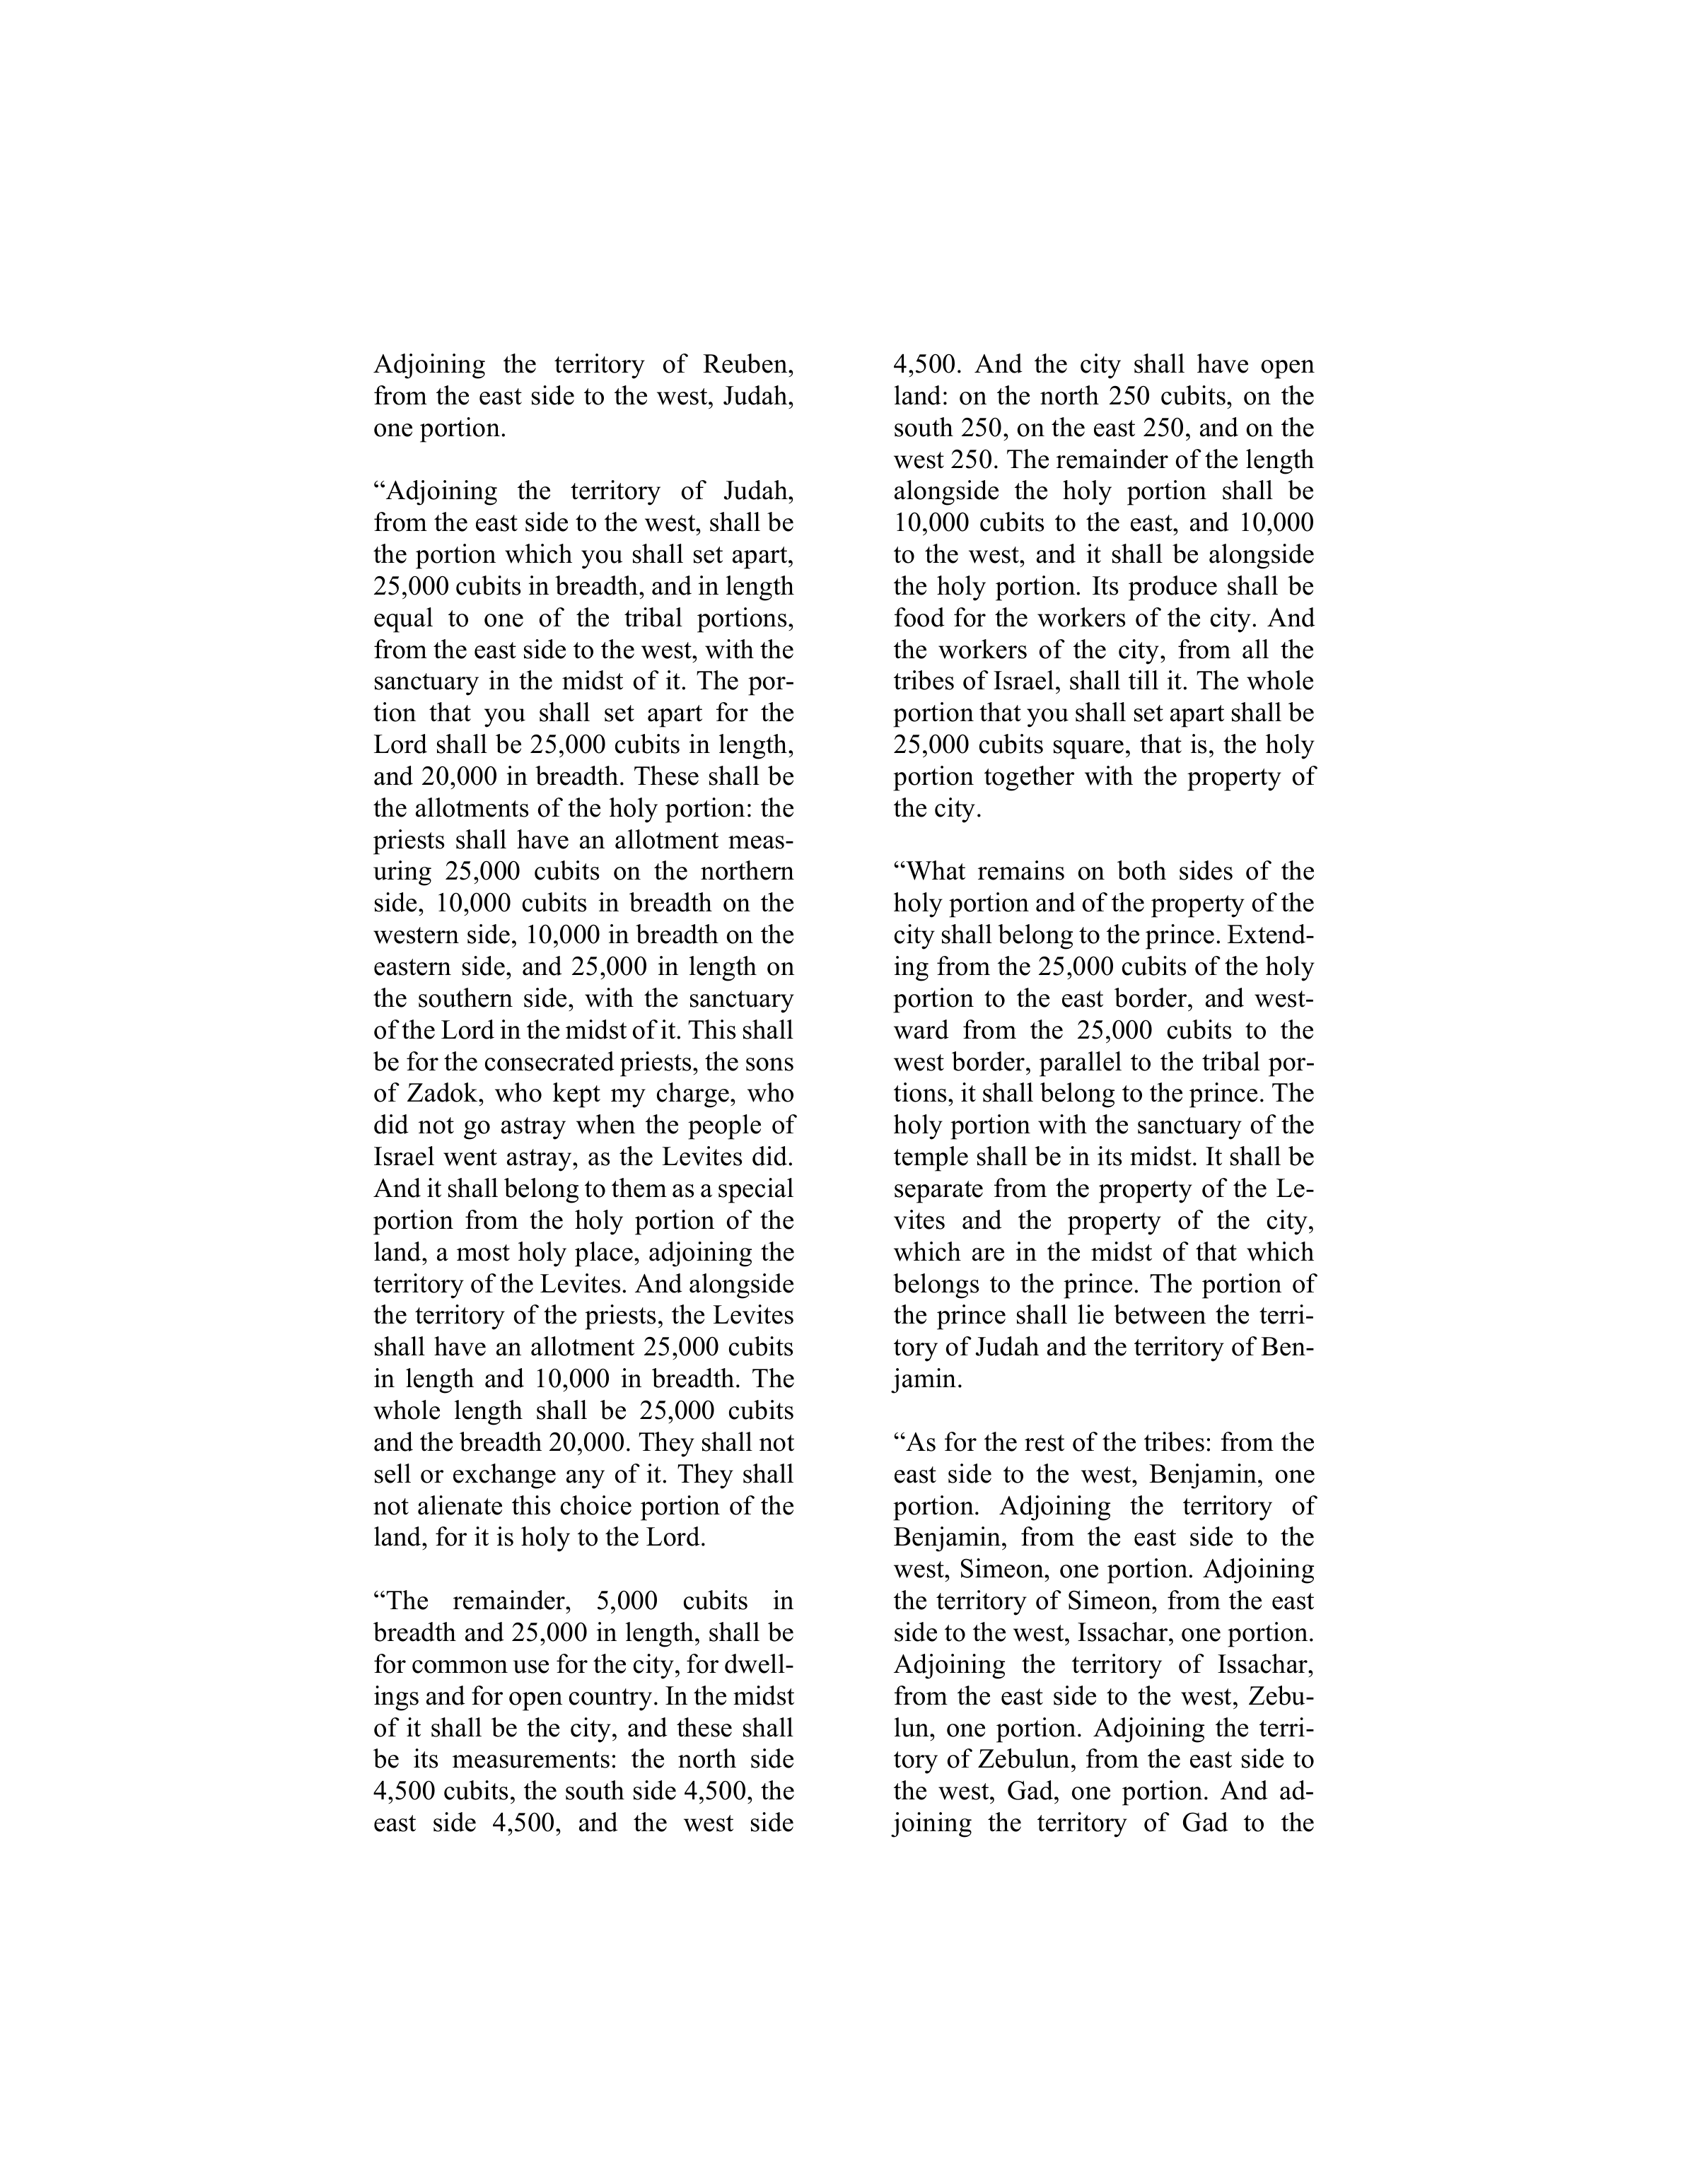 Adjoining the territory of Reuben,
from the east side to the west, Judah,
one portion.
“Adjoining the territory of Judah,
from the east side to the west, shall be
the portion which you shall set apart,
25,000 cubits in breadth, and in length
equal to one of the tribal portions,
from the east side to the west, with the
sanctuary in the midst of it. The por-
tion that you shall set apart for the
Lord shall be 25,000 cubits in length,
and 20,000 in breadth. These shall be
the allotments of the holy portion: the
priests shall have an allotment meas-
uring 25,000 cubits on the northern
side, 10,000 cubits in breadth on the
western side, 10,000 in breadth on the
eastern side, and 25,000 in length on
the southern side, with the sanctuary
of the Lord in the midst of it. This shall
be for the consecrated priests, the sons
of Zadok, who kept my charge, who
did not go astray when the people of
Israel went astray, as the Levites did.
And it shall belong to them as a special
portion from the holy portion of the
land, a most holy place, adjoining the
territory of the Levites. And alongside
the territory of the priests, the Levites
shall have an allotment 25,000 cubits
in length and 10,000 in breadth. The
whole length shall be 25,000 cubits
and the breadth 20,000. They shall not
sell or exchange any of it. They shall
not alienate this choice portion of the
land, for it is holy to the Lord.
“The remainder, 5,000 cubits in
breadth and 25,000 in length, shall be
for common use for the city, for dwell-
ings and for open country. In the midst
of it shall be the city, and these shall
be its measurements: the north side
4,500 cubits, the south side 4,500, the
east side 4,500, and the west side
4,500. And the city shall have open
land: on the north 250 cubits, on the
south 250, on the east 250, and on the
west 250. The remainder of the length
alongside the holy portion shall be
10,000 cubits to the east, and 10,000
to the west, and it shall be alongside
the holy portion. Its produce shall be
food for the workers of the city. And
the workers of the city, from all the
tribes of Israel, shall till it. The whole
portion that you shall set apart shall be
25,000 cubits square, that is, the holy
portion together with the property of
the city.
“What remains on both sides of the
holy portion and of the property of the
city shall belong to the prince. Extend-
ing from the 25,000 cubits of the holy
portion to the east border, and west-
ward from the 25,000 cubits to the
west border, parallel to the tribal por-
tions, it shall belong to the prince. The
holy portion with the sanctuary of the
temple shall be in its midst. It shall be
separate from the property of the Le-
vites and the property of the city,
which are in the midst of that which
belongs to the prince. The portion of
the prince shall lie between the terri-
tory of Judah and the territory of Ben-
jamin.
“As for the rest of the tribes: from the
east side to the west, Benjamin, one
portion. Adjoining the territory of
Benjamin, from the east side to the
west, Simeon, one portion. Adjoining
the territory of Simeon, from the east
side to the west, Issachar, one portion.
Adjoining the territory of Issachar,
from the east side to the west, Zebu-
lun, one portion. Adjoining the terri-
tory of Zebulun, from the east side to
the west, Gad, one portion. And ad-
joining the territory of Gad to the